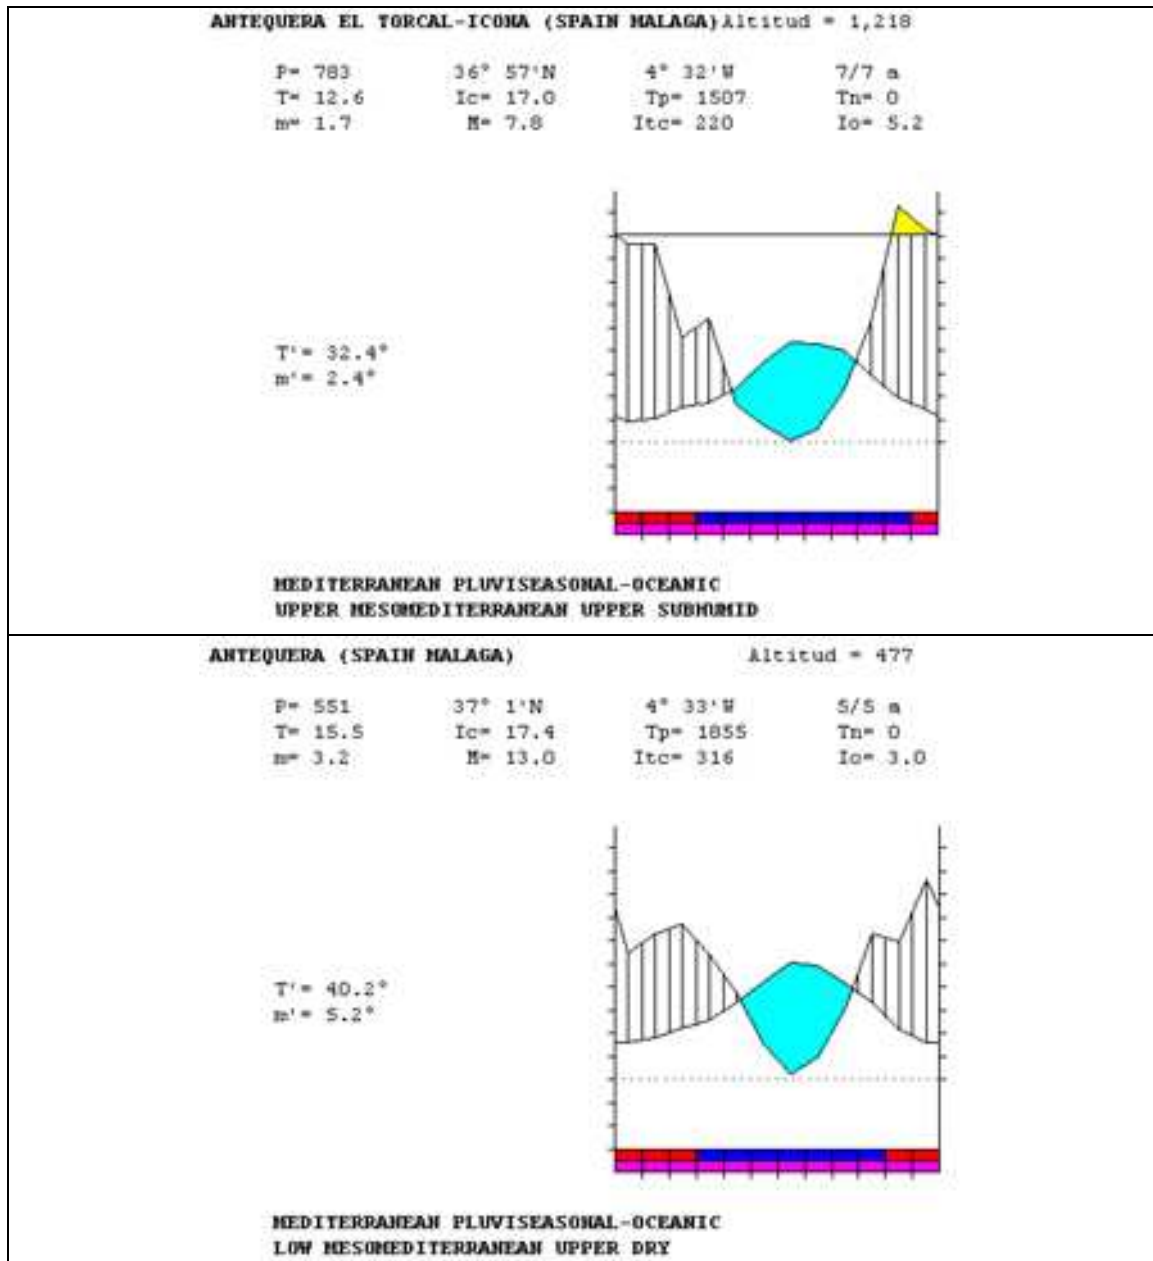 ANTEQUERA EL TORCAL-ICONA (SPAIN MALAGA) Altitud = 1,218
P= 783 36° 57'N 4° 32'W 7/7 a
T= 12.6 Ic= 17.0 Tp= 1507 Tn= 0
m= 1.7 M= 7.8 Itc= 220 Io= 5.2
T'= 32.4°
m'= 2.4°
MEDITERRANEAN PLUVISEASONAL-OCEANIC
UPPER MESOMEDITERRANEAN UPPER SUBHUMID
ANTEQUERA (SPAIN MALAGA) Altitud = 477
P= 551 37° 1'N 4° 33'W 5/5 a
T= 15.5 Ic= 17.4 Tp= 1855 Tn= 0
m= 3.2 M= 13.0 Itc= 316 Io= 3.0
T'= 40.2°
m'= 5.2°
MEDITERRANEAN PLUVISEASONAL-OCEANIC
LOW MESOMEDITERRANEAN UPPER DRY